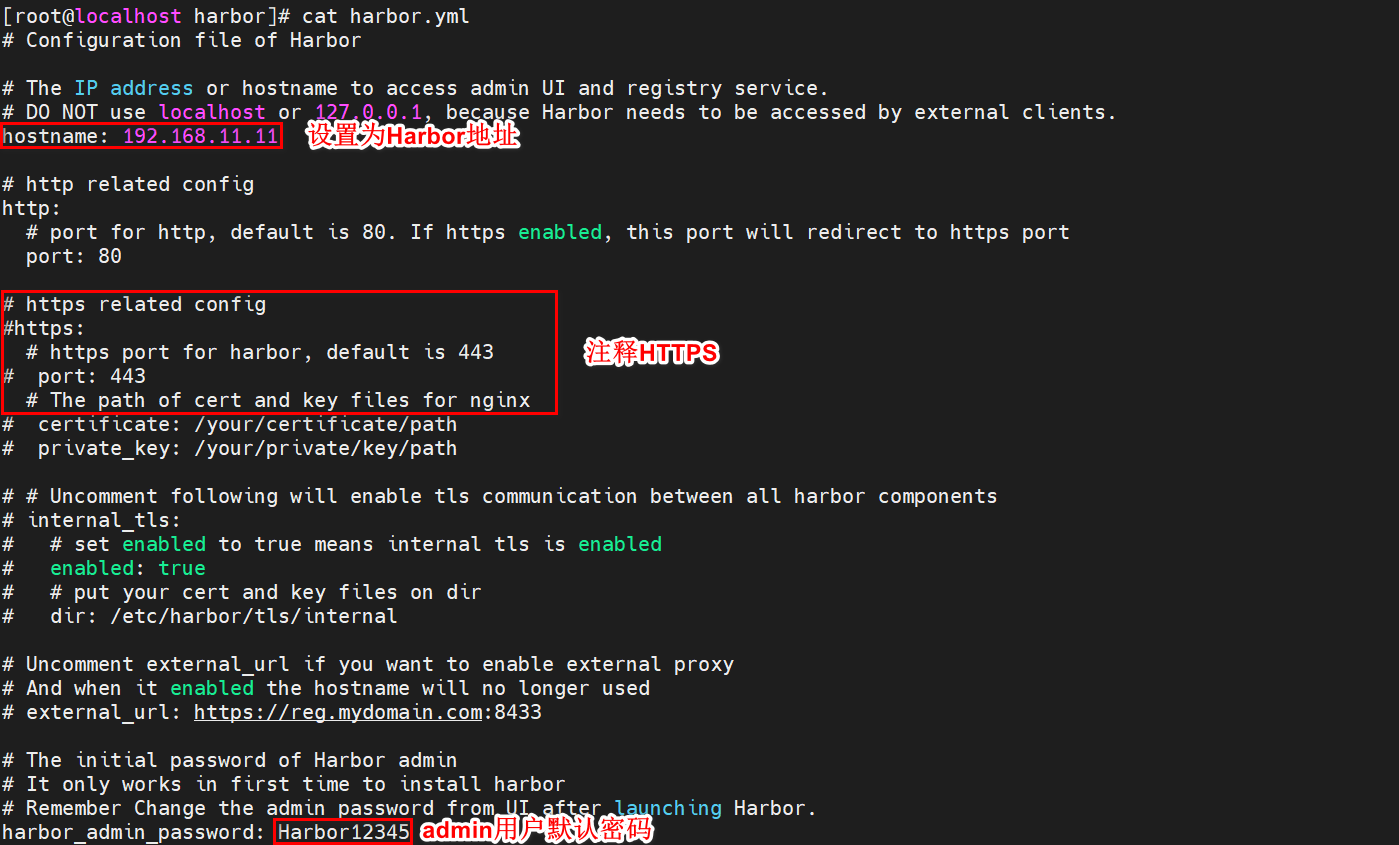 [root@localhost harbor]# cat harbor.yml
# Configuration file of Harbor
# The IP address or hostname to access admin UI and registry service.
# DO NOT use localhost or 127.0.0.1, because Harbor needs to be accessed by external clients.
hostname: 192.168.11.11 设置为Harbor地址
# http related config
http:
  # port for http, default is 80. If https enabled, this port will redirect to https port
  port: 80
# https related config
#https:
  # https port for harbor, default is 443 注释HTTPS
#  port: 443
  # The path of cert and key files for nginx
#  certificate: /your/certificate/path
#  private_key: /your/private/key/path
# # Uncomment following will enable tls communication between all harbor components
# internal_tls:
#   # set enabled to true means internal tls is enabled
#   enabled: true
#   # put your cert and key files on dir
#   dir: /etc/harbor/tls/internal
# Uncomment external_url if you want to enable external proxy
# And when it enabled the hostname will no longer used
# external_url: https://reg.mydomain.com:8433
# The initial password of Harbor admin
# It only works in first time to install harbor
# Remember Change the admin password from UI after launching Harbor.
harbor_admin_password: Harbor12345 admin用户默认密码